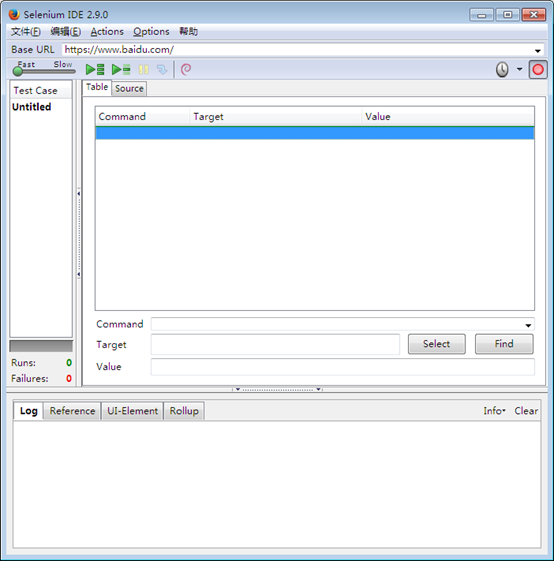 Selenium IDE 2.9.0
文件(F) 编辑(E) Actions Options 帮助
Base URL https://www.baidu.com/
Fast Slow
Test Case
Untitled
Table Source
Command Target Value
Command
Target Select Find
Value
Runs: 0
Failures: 0
Log Reference UI-Element Rollup Info Clear